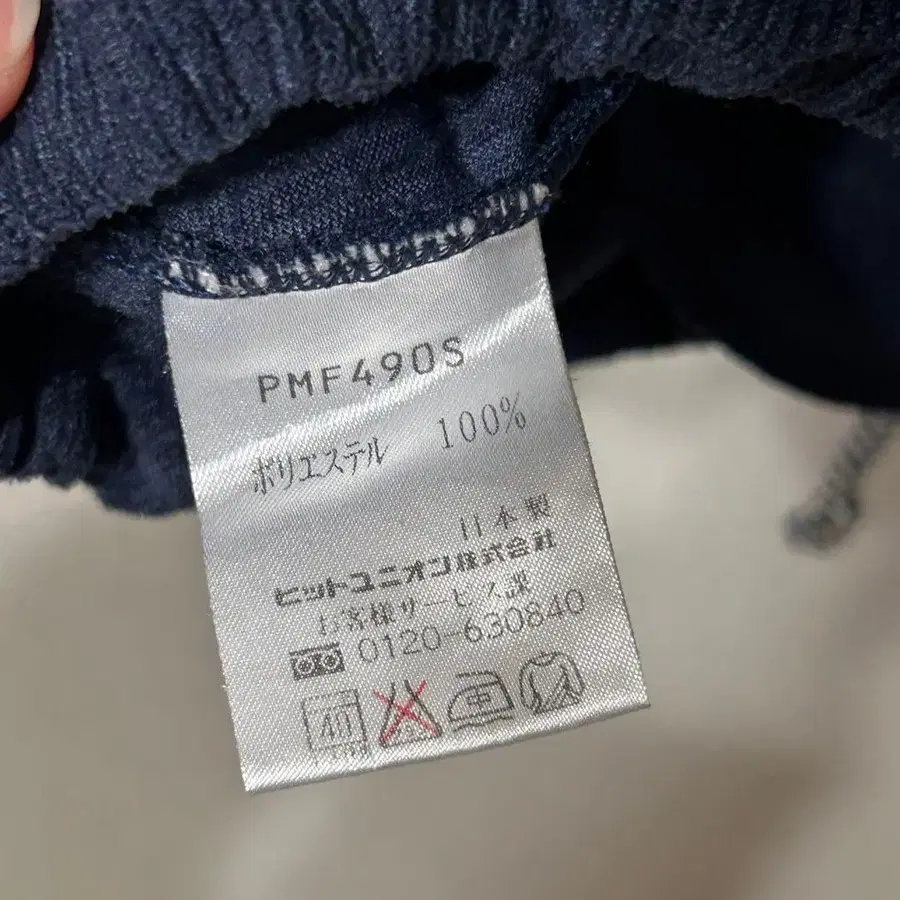 PMF490S
ポリエステル 100%
日本製
ヒットユニオン株式会社
お客様サービス課
0120-630840
40
中